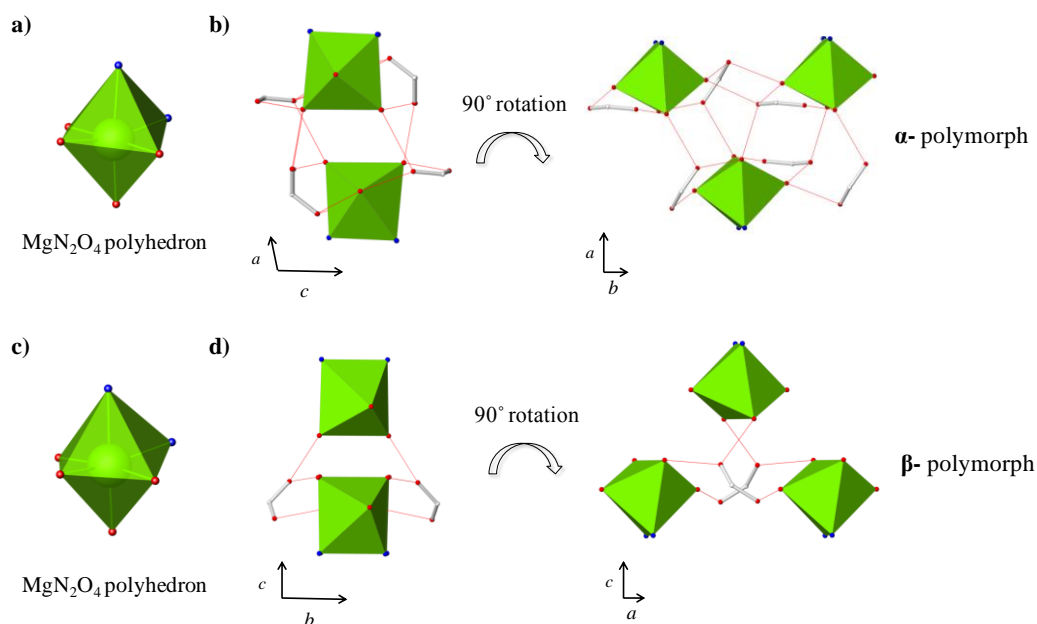 a)
b)
90° rotation
α- polymorph
MgN₂O₄ polyhedron
a
c
a
b
c)
d)
90° rotation
β- polymorph
MgN₂O₄ polyhedron
c
b
c
a